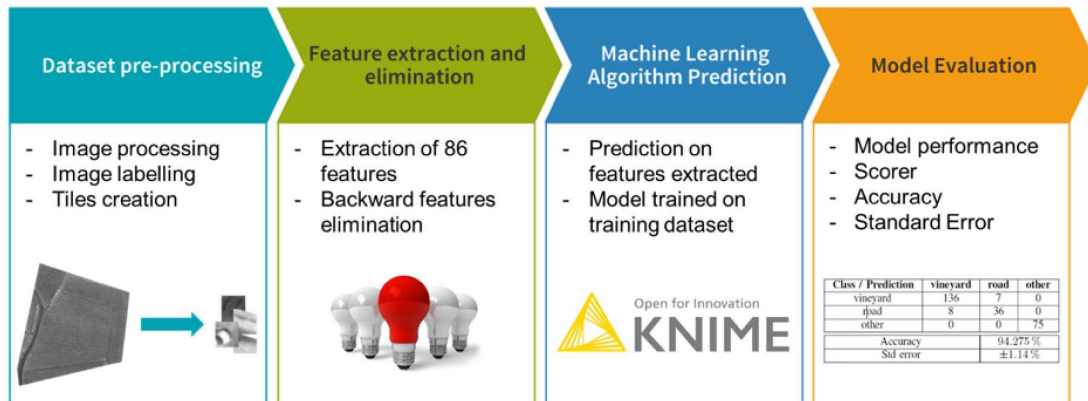 Dataset pre-processing
- Image processing
- Image labelling
- Tiles creation
Feature extraction and
elimination
- Extraction of 86
features
- Backward features
elimination
Machine Learning
Algorithm Prediction
- Prediction on
features extracted
- Model trained on
training dataset
Open for Innovation
KNIME
Model Evaluation
- Model performance
- Scorer
- Accuracy
- Standard Error
Class / Prediction vineyard road other
vineyard 136 7 0
road 8 36 0
other 0 0 75
Accuracy 94.275 %
Std error ±1.14 %